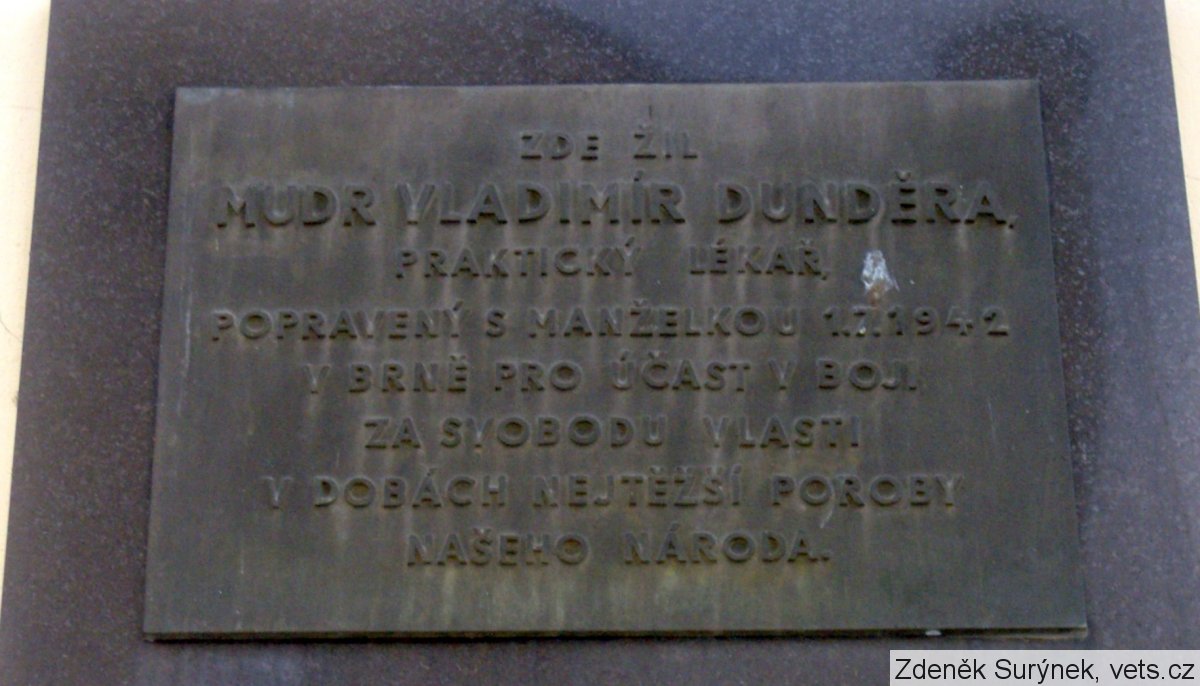 ZDE ŽIL
MUDR VLADIMÍR DUNDĚRA,
PRAKTICKÝ LÉKAŘ,
POPRAVENÝ S MANŽELKOU 1.7.1942
V BRNĚ PRO ÚČAST V BOJI
ZA SVOBODU VLASTI
V DOBÁCH NEJTĚŽŠÍ POROBY
NAŠEHO NÁRODA.
Zdeněk Surýnek, vets.cz